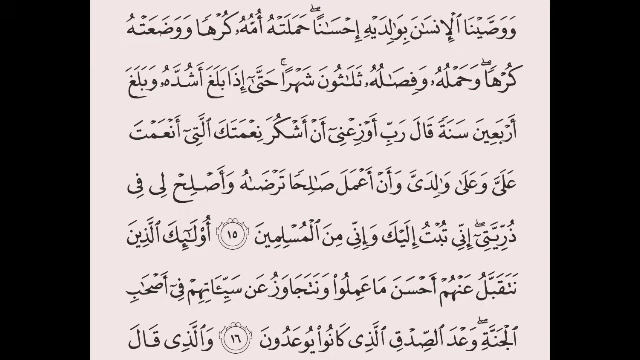 وَوَصَّيْنَا ٱلْإِنسَٰنَ بِوَٰلِدَيْهِ إِحْسَٰنًا ۖ حَمَلَتْهُ أُمُّهُۥ كُرْهًا وَوَضَعَتْهُ
كُرْهًا ۖ وَحَمْلُهُۥ وَفِصَٰلُهُۥ ثَلَٰثُونَ شَهْرًا ۚ حَتَّىٰٓ إِذَا بَلَغَ أَشُدَّهُۥ وَبَلَغَ
أَرْبَعِينَ سَنَةً قَالَ رَبِّ أَوْزِعْنِىٓ أَنْ أَشْكُرَ نِعْمَتَكَ ٱلَّتِىٓ أَنْعَمْتَ
عَلَىَّ وَعَلَىٰ وَٰلِدَىَّ وَأَنْ أَعْمَلَ صَٰلِحًا تَرْضَىٰهُ وَأَصْلِحْ لِى فِى
ذُرِّيَّتِىٓ ۖ إِنِّى تُبْتُ إِلَيْكَ وَإِنِّى مِنَ ٱلْمُسْلِمِينَ ١٥ أُو۟لَٰٓئِكَ ٱلَّذِينَ
نَتَقَبَّلُ عَنْهُمْ أَحْسَنَ مَا عَمِلُوا۟ وَنَتَجَاوَزُ عَن سَيِّـَٔاتِهِمْ فِىٓ أَصْحَٰبِ
ٱلْجَنَّةِ ۖ وَعْدَ ٱلصِّدْقِ ٱلَّذِى كَانُوا۟ يُوعَدُونَ ١٦ وَٱلَّذِى قَالَ